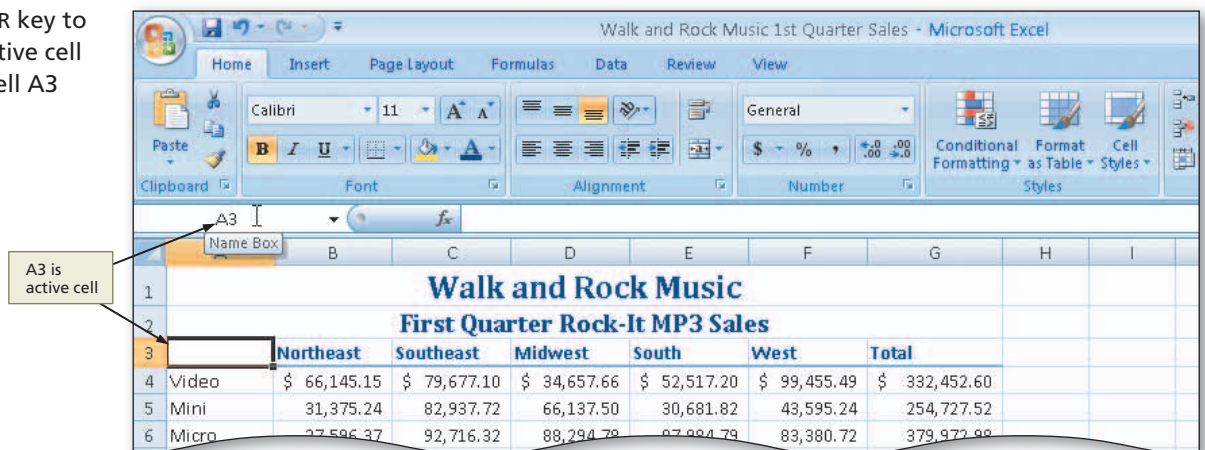 R key to
tive cell
ell A3
Walk and Rock Music 1st Quarter Sales - Microsoft Excel
Home Insert Page Layout Formulas Data Review View
Calibri 11 A A General
Paste B I U A $ % , .0 .00 .00 .0 Conditional Formatting Format as Table Cell Styles
Clipboard Font Alignment Number Styles
A3 fx
Name Box
A3 is
active cell
B C D E F G H I
1 Walk and Rock Music
2 First Quarter Rock-It MP3 Sales
3 Northeast Southeast Midwest South West Total
4 Video $ 66,145.15 $ 79,677.10 $ 34,657.66 $ 52,517.20 $ 99,455.49 $ 332,452.60
5 Mini 31,375.24 82,937.72 66,137.50 30,681.82 43,595.24 254,727.52
6 Micro 92,716.32 88,294.78 83,380.72